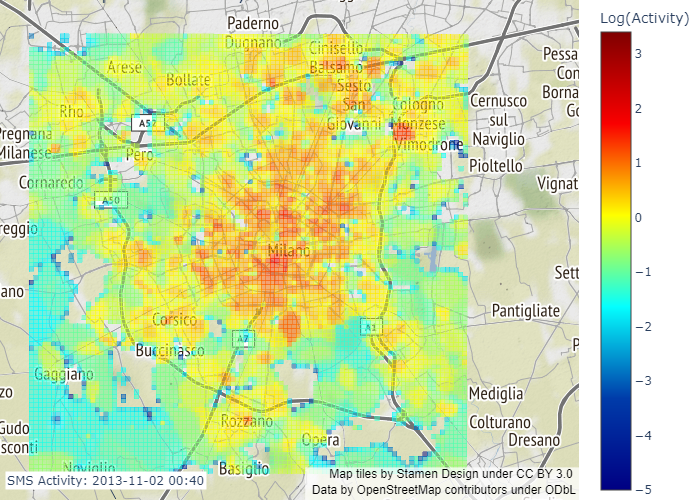 Paderno
Dugnano
Cinisello
Balsamo
Arese
Bollate
Sesto
San
Giovanni
Rho
Cologno
Monzese
Vimodrone
Cernusco
sul
Naviglio
Pessa
Con
Borna
Go
A52
Pregnana
Milanese
Pero
Pioltello
Cornaredo
Vignat
A50
reggio
Milano
Sett
ano
Pantigliate
Corsico
A7
A1
P
Buccinasco
Gaggiano
zo
Mediglia
Rozzano
Colturano
Gudo
sconti
Opera
Dresano
Noviglio
Basiglio
SMS Activity: 2013-11-02 00:40
Map tiles by Stamen Design under CC BY 3.0
Data by OpenStreetMap contributors under ODbL
Log(Activity)
3
2
1
0
−1
−2
−3
−4
−5